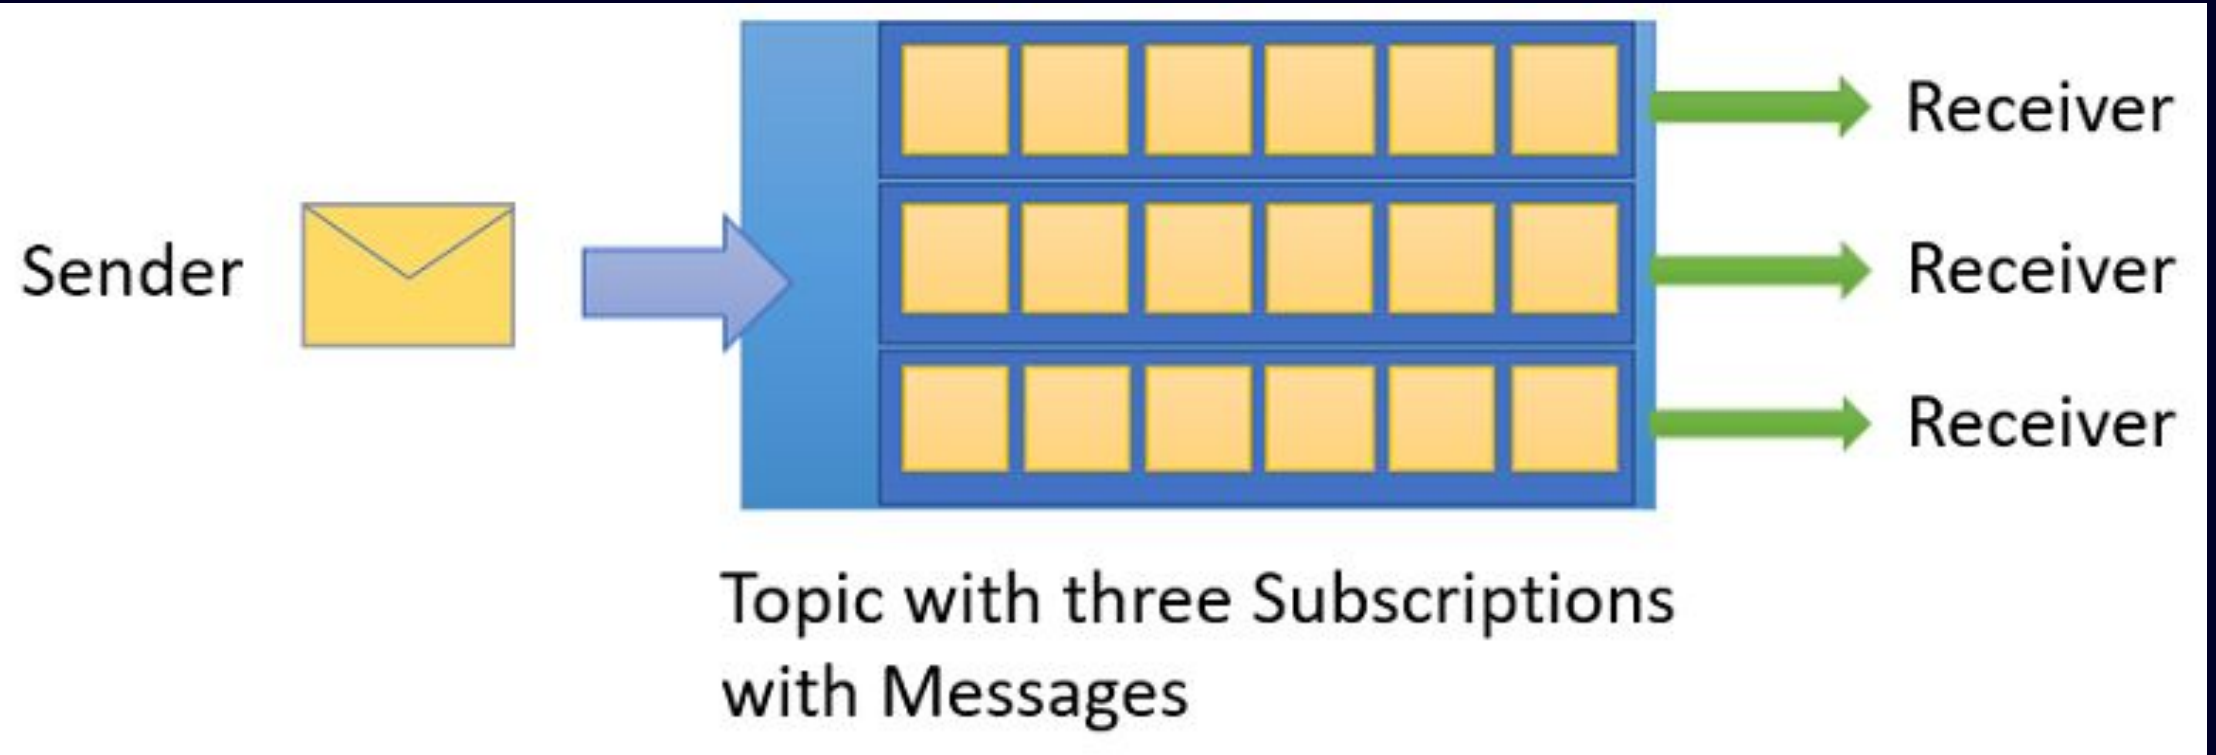 Sender
Receiver
Receiver
Receiver
Topic with three Subscriptions
with Messages